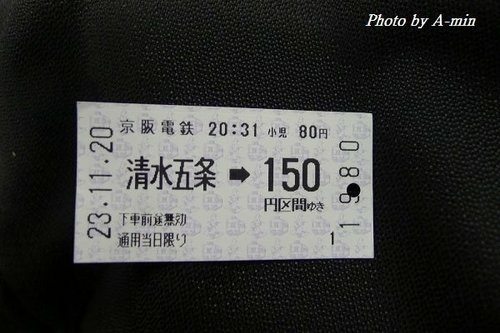 Photo by A-min
23.11.20
京阪電鉄 20:31 小児 80円
清水五条 ➡ 150
円区間ゆき
下車前途無効
通用当日限り
1 1980